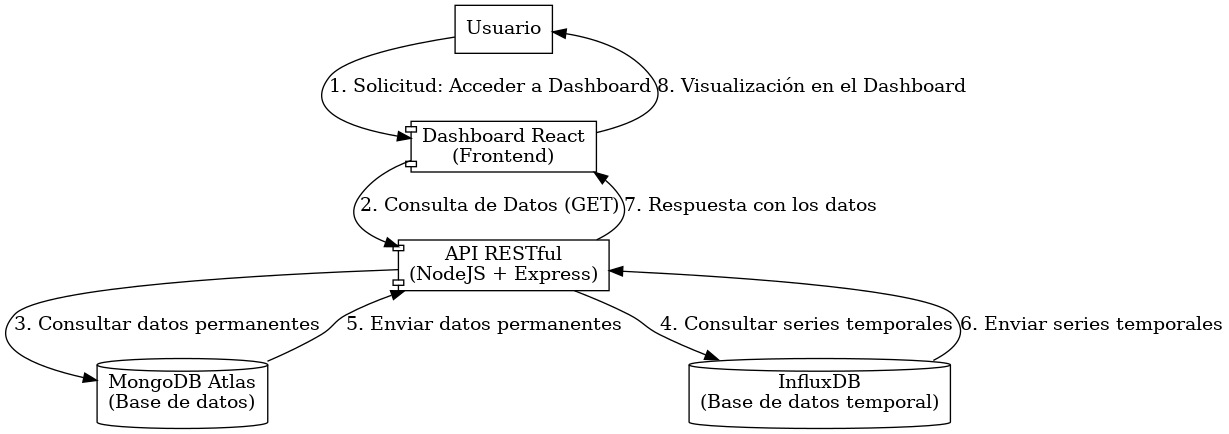 Usuario
1. Solicitud: Acceder a Dashboard
8. Visualización en el Dashboard
Dashboard React
(Frontend)
2. Consulta de Datos (GET)
7. Respuesta con los datos
API RESTful
(NodeJS + Express)
3. Consultar datos permanentes
5. Enviar datos permanentes
4. Consultar series temporales
6. Enviar series temporales
MongoDB Atlas
(Base de datos)
InfluxDB
(Base de datos temporal)